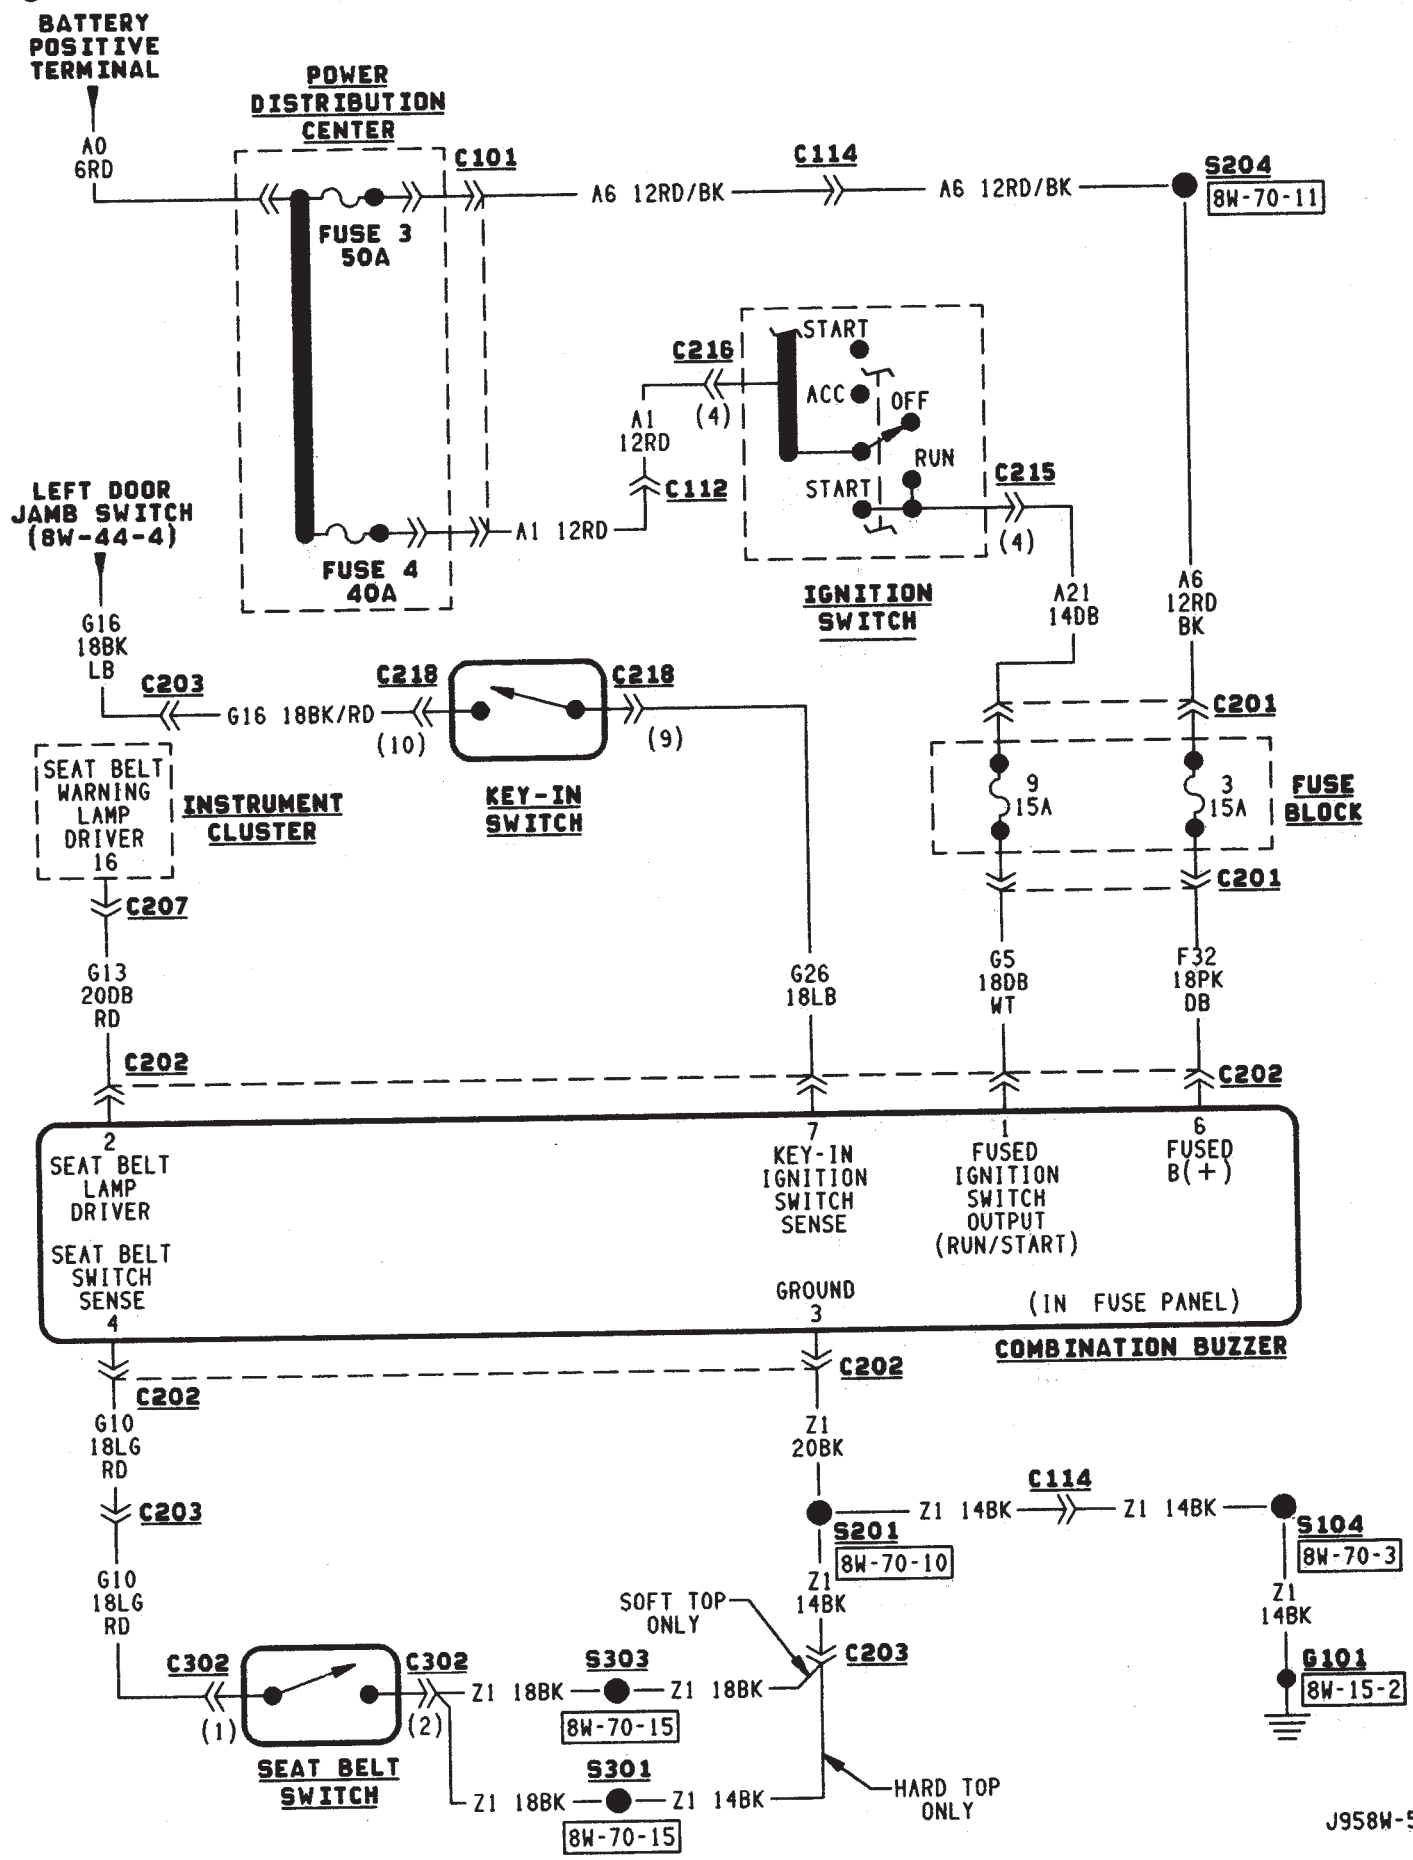 BATTERY
POSITIVE
TERMINAL
A0
6RD
POWER
DISTRIBUTION
CENTER
C101
A6 12RD/BK
C114
A6 12RD/BK
S204
8W-70-11
FUSE 3
50A
FUSE 4
40A
A1 12RD
C112
A1
12RD
C216
(4)
START
ACC
OFF
RUN
START
C215
(4)
IGNITION
SWITCH
A21
14DB
A6
12RD
BK
LEFT DOOR
JAMB SWITCH
(8W-44-4)
G16
18BK
LB
C203
G16 18BK/RD
C218
(10)
C218
(9)
KEY-IN
SWITCH
C201
9
15A
3
15A
FUSE
BLOCK
C201
SEAT BELT
WARNING
LAMP
DRIVER
16
INSTRUMENT
CLUSTER
C207
G13
20DB
RD
G26
18LB
G5
18DB
WT
F32
18PK
DB
C202
C202
2
SEAT BELT
LAMP
DRIVER
7
KEY-IN
IGNITION
SWITCH
SENSE
1
FUSED
IGNITION
SWITCH
OUTPUT
(RUN/START)
6
FUSED
B(+)
SEAT BELT
SWITCH
SENSE
4
GROUND
3
(IN FUSE PANEL)
COMBINATION BUZZER
C202
C202
G10
18LG
RD
C203
G10
18LG
RD
Z1
20BK
S201
8W-70-10
Z1 14BK
C114
Z1 14BK
S104
8W-70-3
Z1
14BK
G101
8W-15-2
Z1
14BK
SOFT TOP
ONLY
C203
C302
(1)
C302
(2)
SEAT BELT
SWITCH
Z1 18BK
S303
8W-70-15
Z1 18BK
Z1 18BK
S301
8W-70-15
Z1 14BK
HARD TOP
ONLY